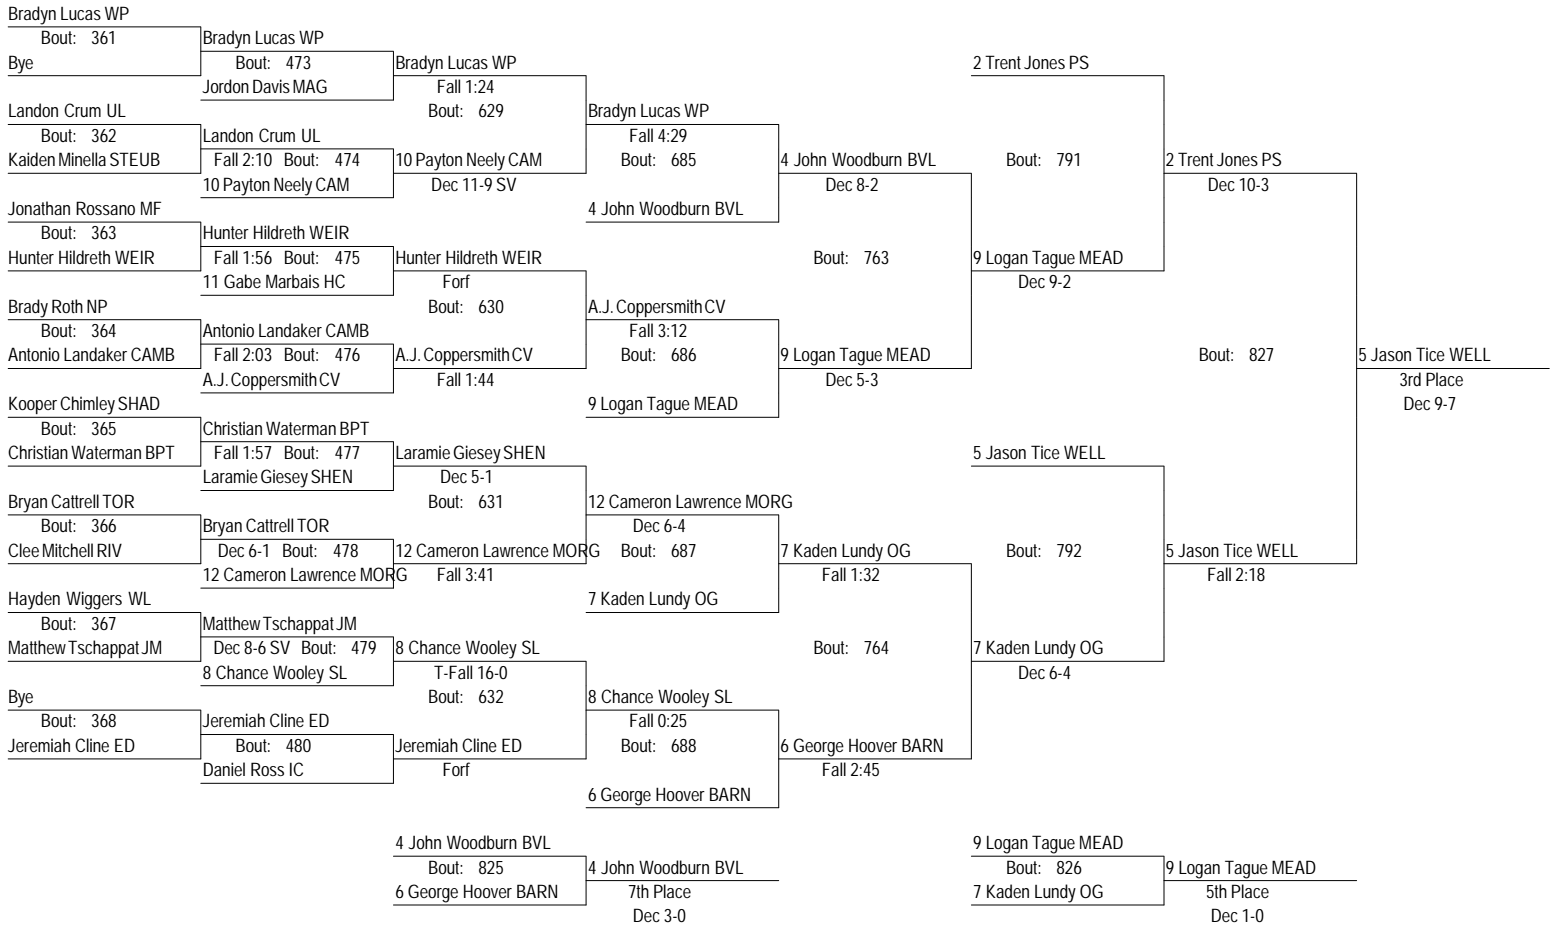 Bradyn Lucas WP
Bout: 361
Bye
Landon Crum UL
Bout: 362
Kaiden Minella STEUB
Jonathan Rossano MF
Bout: 363
Hunter Hildreth WEIR
Brady Roth NP
Bout: 364
Antonio Landaker CAMB
Kooper Chimley SHAD
Bout: 365
Christian Waterman BPT
Bryan Cattrell TOR
Bout: 366
Clee Mitchell RIV
Hayden Wiggers WL
Bout: 367
Matthew Tschappat JM
Bye
Bout: 368
Jeremiah Cline ED
Bradyn Lucas WP
Bout: 473
Jordon Davis MAG
Landon Crum UL
Fall 2:10 Bout: 474
10 Payton Neely CAM
Hunter Hildreth WEIR
Fall 1:56 Bout: 475
11 Gabe Marbais HC
Antonio Landaker CAMB
Fall 2:03 Bout: 476
A.J. Coppersmith CV
Christian Waterman BPT
Fall 1:57 Bout: 477
Laramie Giesey SHEN
Bryan Cattrell TOR
Dec 6-1 Bout: 478
12 Cameron Lawrence MORG
Matthew Tschappat JM
Dec 8-6 SV Bout: 479
8 Chance Wooley SL
Jeremiah Cline ED
Bout: 480
Daniel Ross IC
Bradyn Lucas WP
Fall 1:24
Bout: 629
10 Payton Neely CAM
Dec 11-9 SV
Hunter Hildreth WEIR
Forf
Bout: 630
A.J. Coppersmith CV
Fall 1:44
Laramie Giesey SHEN
Dec 5-1
Bout: 631
12 Cameron Lawrence MORG
Fall 3:41
8 Chance Wooley SL
T-Fall 16-0
Bout: 632
Jeremiah Cline ED
Forf
Bradyn Lucas WP
Fall 4:29
Bout: 685
4 John Woodburn BVL
A.J. Coppersmith CV
Fall 3:12
Bout: 686
9 Logan Tague MEAD
12 Cameron Lawrence MORG
Dec 6-4
Bout: 687
7 Kaden Lundy OG
8 Chance Wooley SL
Fall 0:25
Bout: 688
6 George Hoover BARN
4 John Woodburn BVL
Dec 8-2
Bout: 763
9 Logan Tague MEAD
Dec 5-3
7 Kaden Lundy OG
Fall 1:32
Bout: 764
6 George Hoover BARN
Fall 2:45
2 Trent Jones PS
Bout: 791
9 Logan Tague MEAD
Dec 9-2
5 Jason Tice WELL
Bout: 792
7 Kaden Lundy OG
Dec 6-4
2 Trent Jones PS
Dec 10-3
Bout: 827
5 Jason Tice WELL
Fall 2:18
5 Jason Tice WELL
3rd Place
Dec 9-7
4 John Woodburn BVL
Bout: 825
6 George Hoover BARN
4 John Woodburn BVL
7th Place
Dec 3-0
9 Logan Tague MEAD
Bout: 826
7 Kaden Lundy OG
9 Logan Tague MEAD
5th Place
Dec 1-0